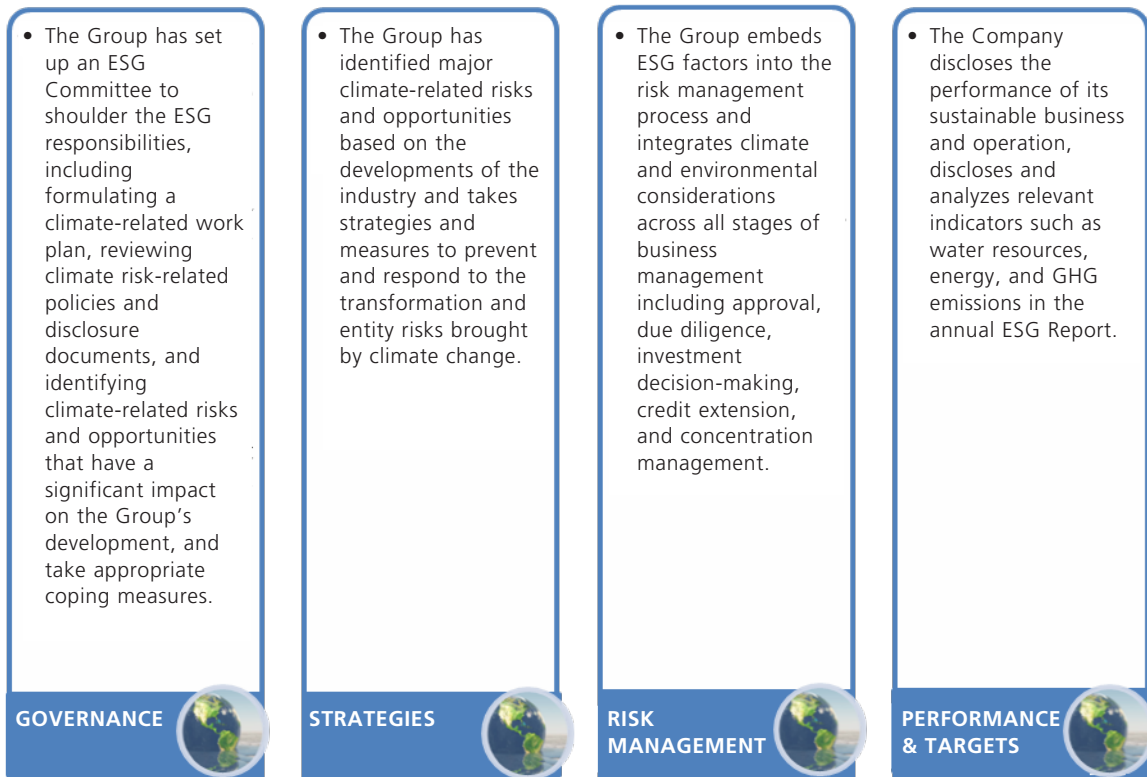 • The Group has set
up an ESG
Committee to
shoulder the ESG
responsibilities,
including
formulating a
climate-related work
plan, reviewing
climate risk-related
policies and
disclosure
documents, and
identifying
climate-related risks
and opportunities
that have a
significant impact
on the Group's
development, and
take appropriate
coping measures.
GOVERNANCE
• The Group has
identified major
climate-related risks
and opportunities
based on the
developments of the
industry and takes
strategies and
measures to prevent
and respond to the
transformation and
entity risks brought
by climate change.
STRATEGIES
• The Group embeds
ESG factors into the
risk management
process and
integrates climate
and environmental
considerations
across all stages of
business
management
including approval,
due diligence,
investment
decision-making,
credit extension,
and concentration
management.
RISK
MANAGEMENT
• The Company
discloses the
performance of its
sustainable business
and operation,
discloses and
analyzes relevant
indicators such as
water resources,
energy, and GHG
emissions in the
annual ESG Report.
PERFORMANCE
& TARGETS